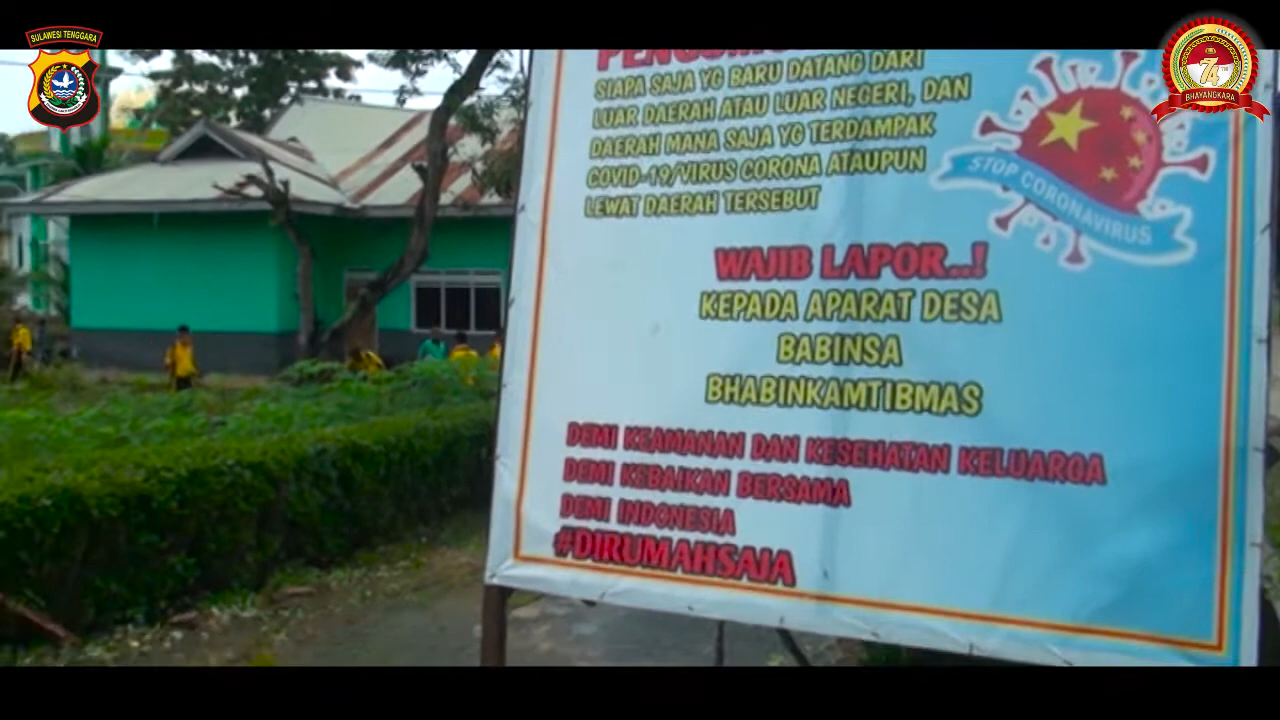 SULAWESI TENGGARA
BHAYANGKARA
SIAPA SAJA YG BARU DATANG DARI
LUAR DAERAH ATAU LUAR NEGERI, DAN
DAERAH MANA SAJA YG TERDAMPAK
COVID-19/VIRUS CORONA ATAUPUN
LEWAT DAERAH TERSEBUT
STOP CORONAVIRUS
WAJIB LAPOR..!
KEPADA APARAT DESA
BABINSA
BHABINKAMTIBMAS
DEMI KEAMANAN DAN KESEHATAN KELUARGA
DEMI KEBAIKAN BERSAMA
DEMI INDONESIA
#DIRUMAHSAJA